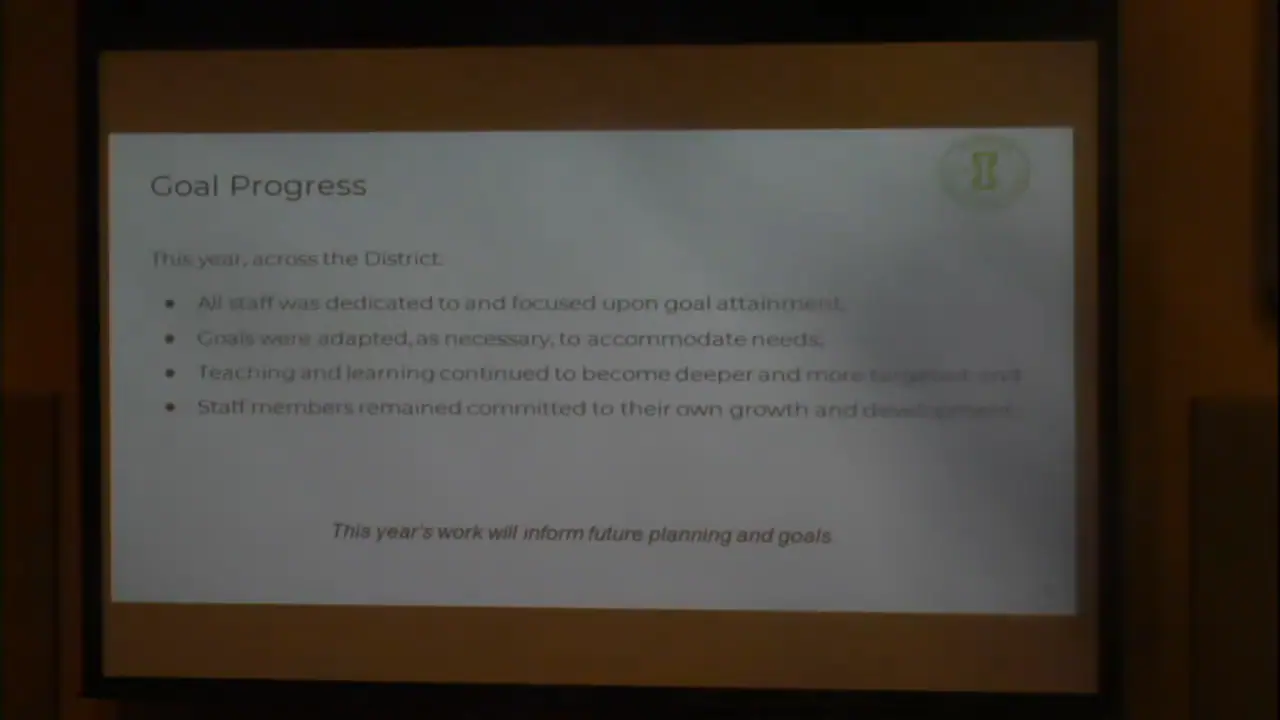 I
Goal Progress
This year, across the District:
All staff was dedicated to and focused upon goal attainment.
Goals were adapted, as necessary, to accommodate needs.
Teaching and learning continued to become deeper and more
Staff members remained committed to their own growth and development.
This year's work will inform future planning and goals